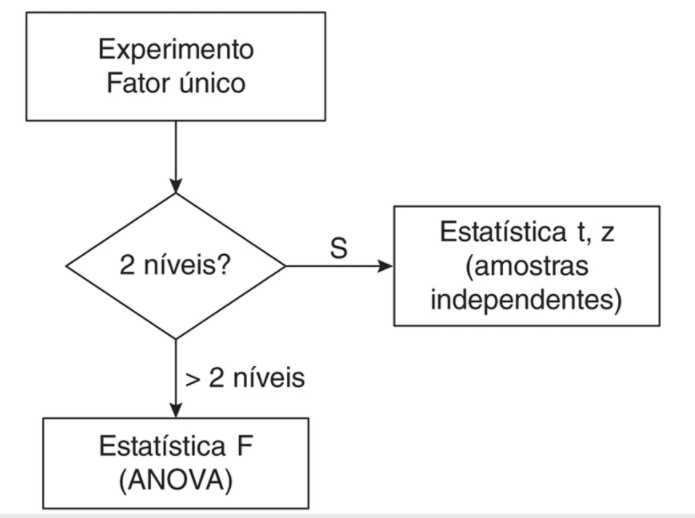 Experimento
Fator único
2 níveis?
S
Estatística t, z
(amostras
independentes)
> 2 níveis
Estatística F
(ANOVA)